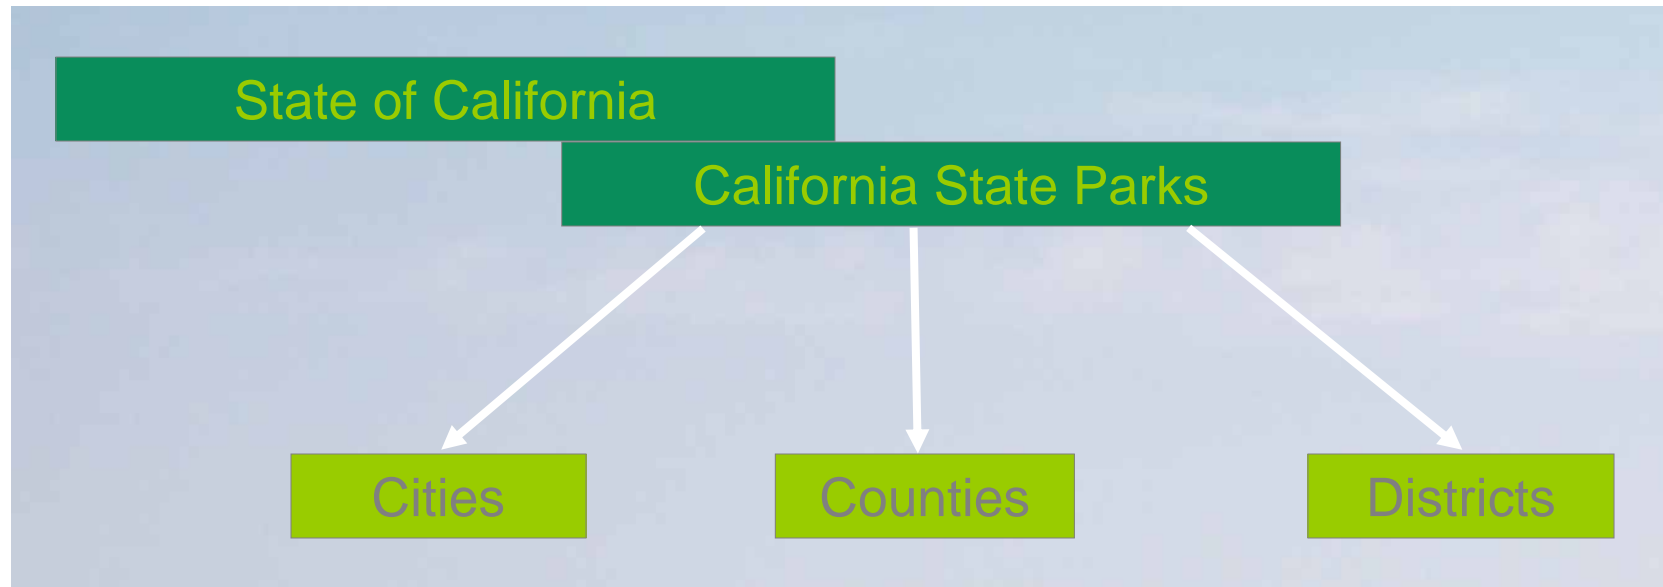 State of California
California State Parks
Cities
Counties
Districts